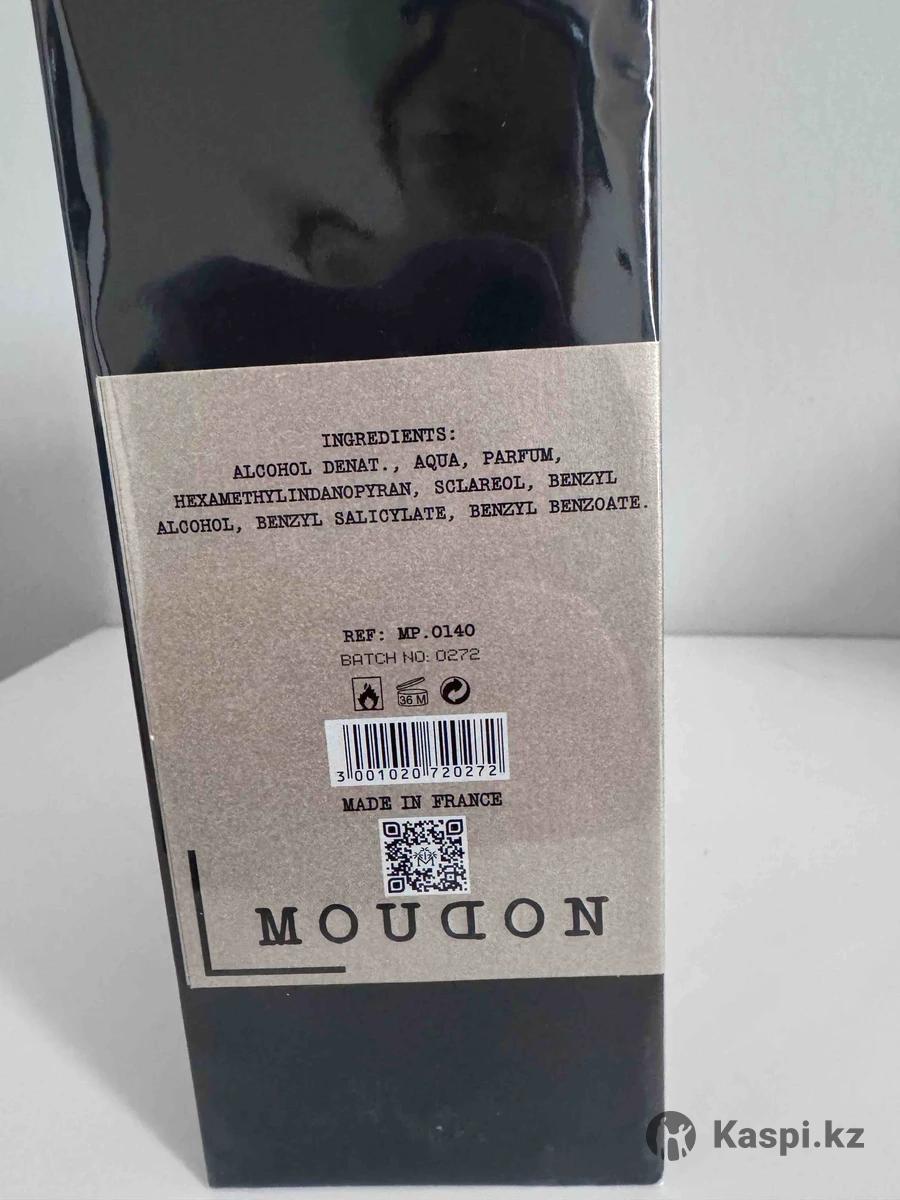 INGREDIENTS:
ALCOHOL DENAT., AQUA, PARFUM,
HEXAMETHYLINDANOPYRAN, SCLAREOL, BENZYL
ALCOHOL, BENZYL SALICYLATE, BENZYL BENZOATE.
REF: MP.0140
BATCH NO: 0272
36 M
3 001020 720272
MADE IN FRANCE
M
MOUDON
Kaspi.kz